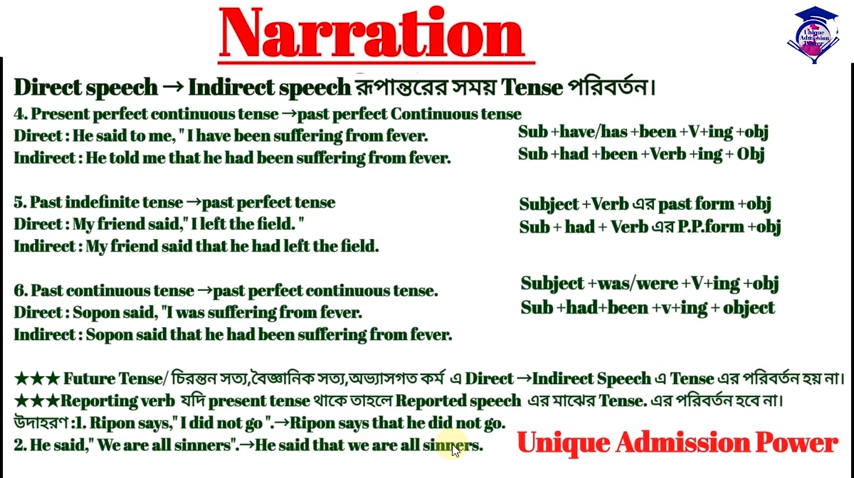 Narration
Unique
Admission
Power
Direct speech → Indirect speech রূপান্তরের সময় Tense পরিবর্তন।
4. Present perfect continuous tense →past perfect Continuous tense
Direct : He said to me, " I have been suffering from fever.
Sub +have/has +been +V+ing +obj
Indirect : He told me that he had been suffering from fever.
Sub +had +been +Verb +ing + Obj
5. Past indefinite tense →past perfect tense
Subject +Verb এর past form +obj
Direct : My friend said," I left the field. "
Sub + had + Verb এর P.P.form +obj
Indirect : My friend said that he had left the field.
6. Past continuous tense →past perfect continuous tense.
Subject +was/were +V+ing +obj
Direct : Sopon said, "I was suffering from fever.
Sub +had+been +v+ing + object
Indirect : Sopon said that he had been suffering from fever.
★★★ Future Tense/ চিরন্তন সত্য,বৈজ্ঞানিক সত্য,অভ্যাসগত কর্ম এ Direct →Indirect Speech এ Tense এর পরিবর্তন হয় না।
★★★Reporting verb যদি present tense থাকে তাহলে Reported speech এর মাঝের Tense. এর পরিবর্তন হবে না।
উদাহরণ :1. Ripon says," I did not go ".→Ripon says that he did not go.
2. He said," We are all sinners".→He said that we are all sinners.
Unique Admission Power